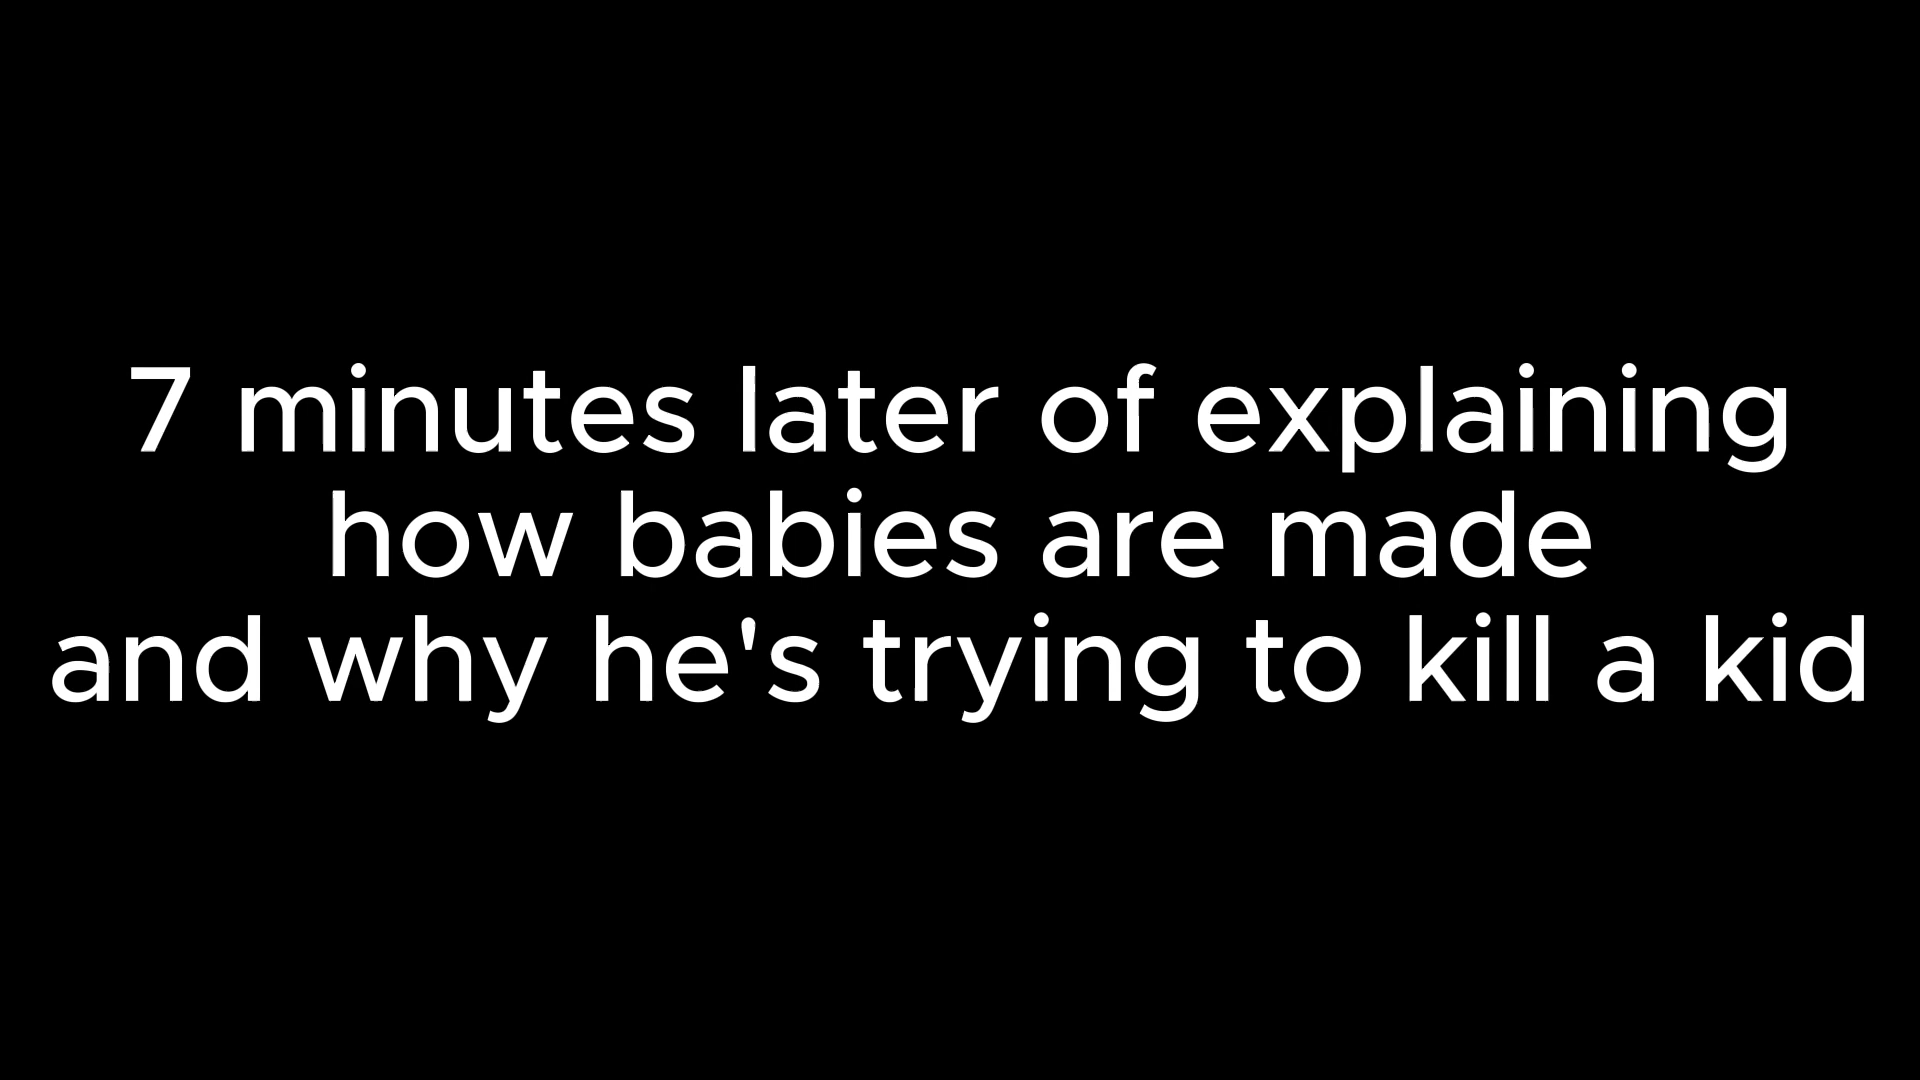 7 minutes later of explaining
how babies are made
and why he's trying to kill a kid